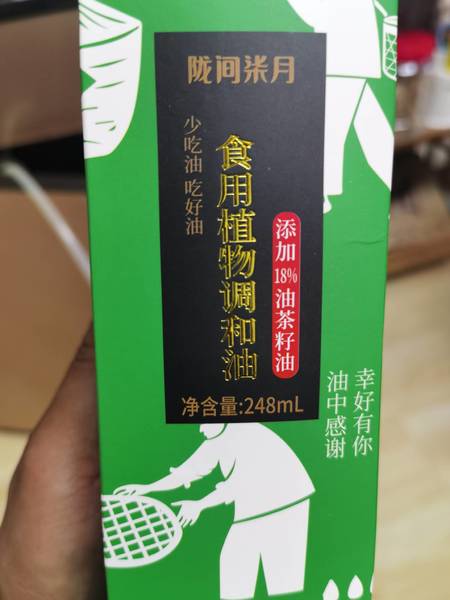 陇间柒月
少吃油 吃好油
食用植物调和油
添加18%油茶籽油
净含量:248mL
幸好有你
油中感谢